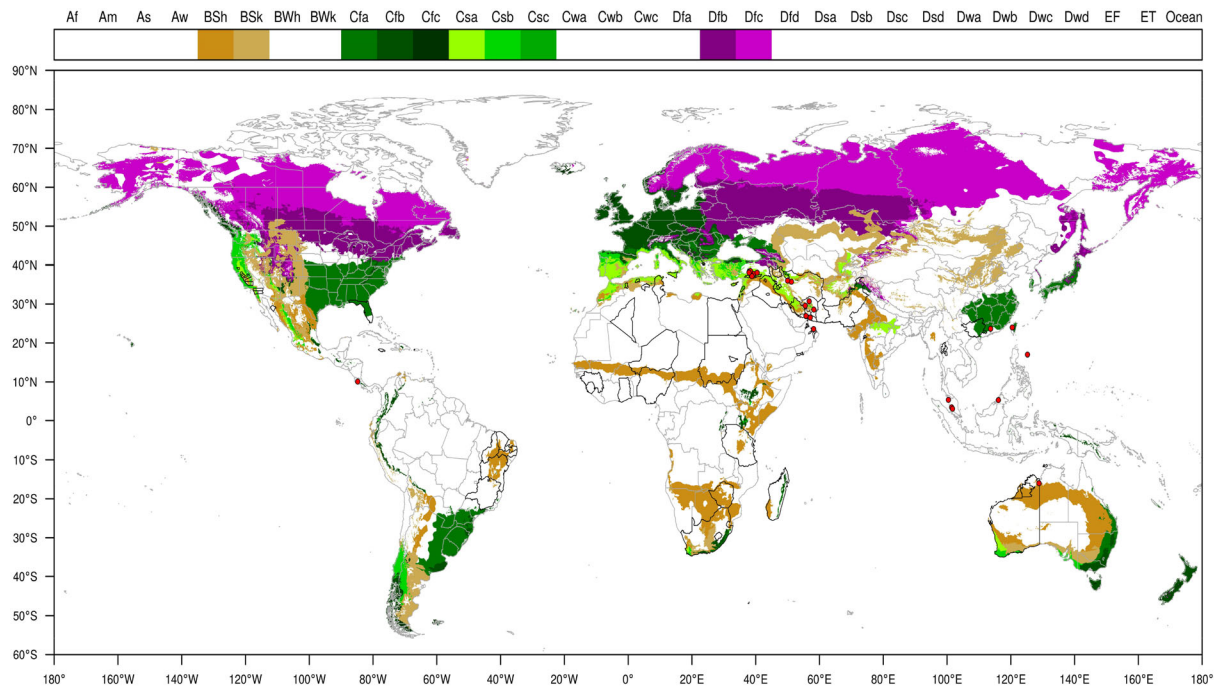 Af Am As Aw BSh BSk BWh BWk Cfa Cfb Cfc Csa Csb Csc Cwa Cwb Cwc Dfa Dfb Dfc Dfd Dsa Dsb Dsc Dsd Dwa Dwb Dwc Dwd EF ET Ocean
90°N
80°N
70°N
60°N
50°N
40°N
30°N
20°N
10°N
0°
10°S
20°S
30°S
40°S
50°S
60°S
180° 160°W 140°W 120°W 100°W 80°W 60°W 40°W 20°W 0° 20°E 40°E 60°E 80°E 100°E 120°E 140°E 160°E 180°